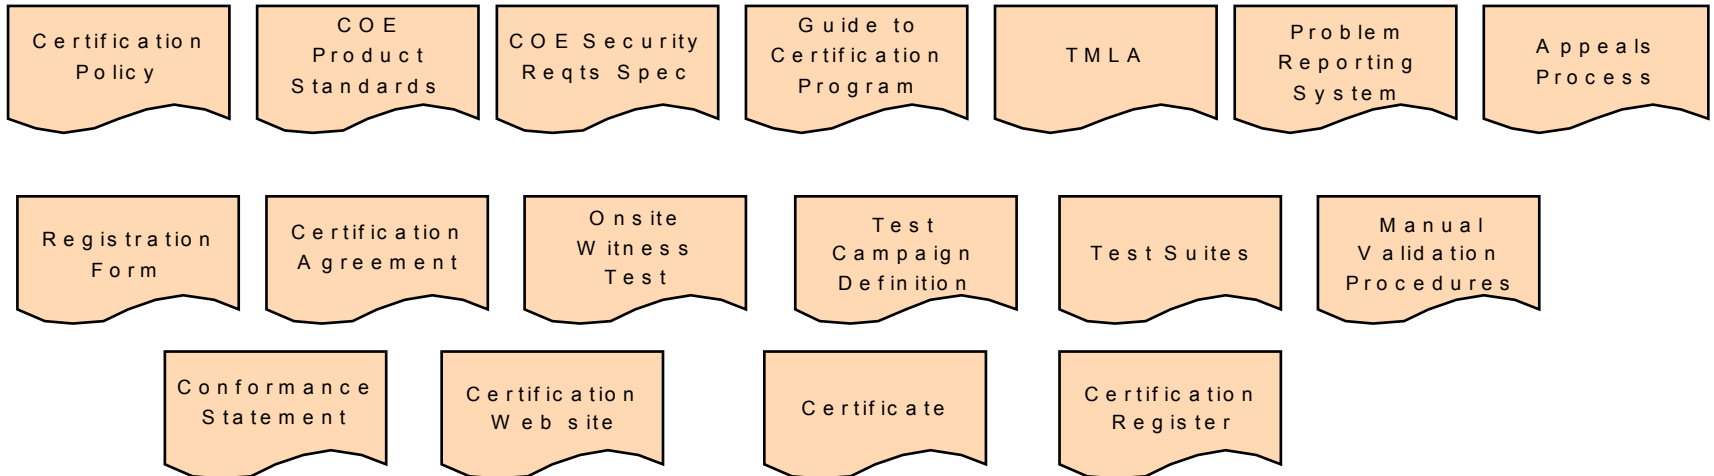 Certification
Policy
COE
Product
Standards
COE Security
Reqts Spec
Guide to
Certification
Program
TMLA
Problem
Reporting
System
Appeals
Process
Registration
Form
Certification
Agreement
Onsite
Witness
Test
Test
Campaign
Definition
Test Suites
Manual
Validation
Procedures
Conformance
Statement
Certification
Web site
Certificate
Certification
Register